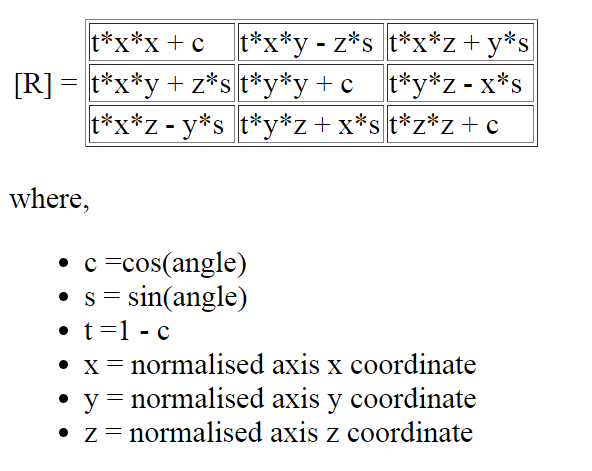 t*x*x + c t*x*y - z*s t*x*z + y*s
[R] = t*x*y + z*s t*y*y + c t*y*z - x*s
t*x*z - y*s t*y*z + x*s t*z*z + c
where,
• c =cos(angle)
• s = sin(angle)
• t =1 - c
• x = normalised axis x coordinate
• y = normalised axis y coordinate
• z = normalised axis z coordinate